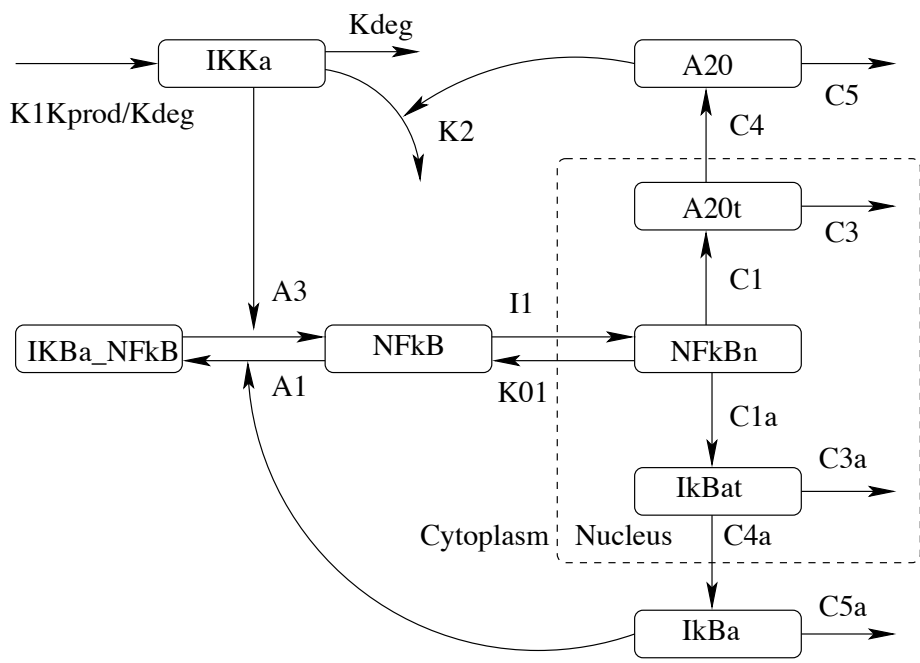 Kdeg
IKKa
A20
K1Kprod/Kdeg
C5
K2
C4
A20t
C3
C1
A3
I1
IKBa_NFkB
NFkB
NFkBn
A1
K01
C1a
C3a
IkBat
Cytoplasm
Nucleus
C4a
C5a
IkBa